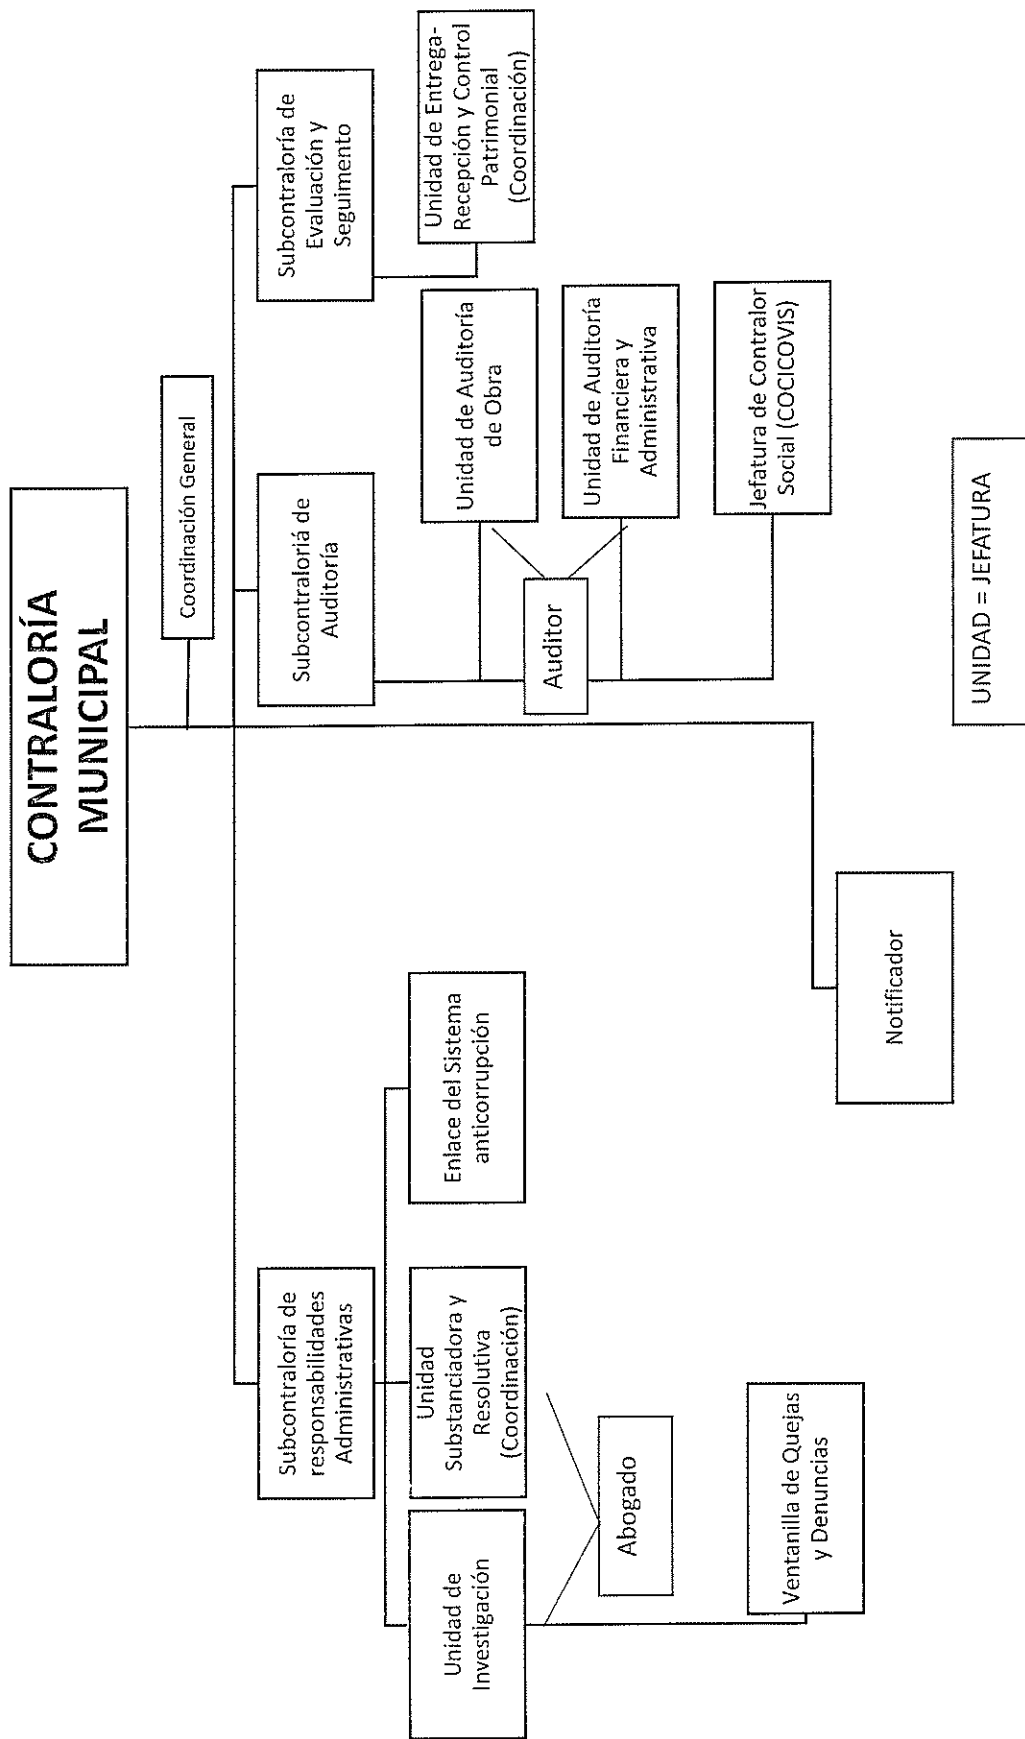 CONTRALORÍA
MUNICIPAL
Coordinación General
Subcontraloría de
responsabilidades
Administrativas
Subcontraloriá de
Auditoría
Subcontraloría de
Evaluación y
Seguimento
Unidad de
Investigación
Unidad
Substanciadora y
Resolutiva
(Coordinación)
Enlace del Sistema
anticorrupción
Unidad de Auditoría
de Obra
Unidad de Entrega-
Recepción y Control
Patrimonial
(Coordinación)
Abogado
Auditor
Unidad de Auditoría
Financiera y
Administrativa
Ventanilla de Quejas
y Denuncias
Jefatura de Contralor
Social (COCICOVIS)
Notificador
UNIDAD = JEFATURA